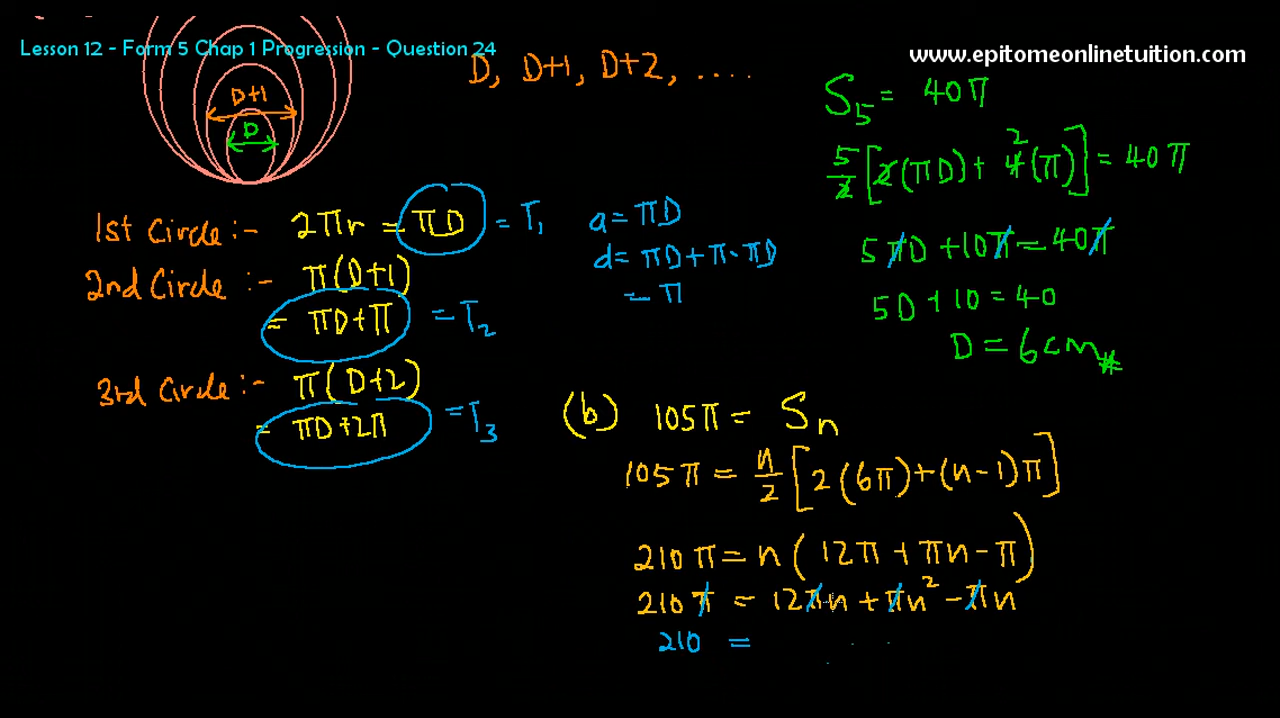 Lesson 12 - Form 5 Chap 1 Progression - Question 24
www.epitomeonlinetuition.com
D, D+1, D+2, ....
D+1
D
1st Circle :- 2πr = πD = T₁
2nd Circle :- π(D+1)
= πD+π = T₂
3rd Circle :- π(D+2)
= πD+2π = T₃
a = πD
d = πD+π-πD
= π
S₅ = 40π
5/2 [2(πD) + 4 2 (π)] = 40π
5πD + 10π = 40π
5D + 10 = 40
D = 6cm #
(b) 105π = Sn
105π = n/2 [2(6π)+(n-1)π]
210π = n(12π + πn - π)
210π = 12πn + πn² - πn
210 =